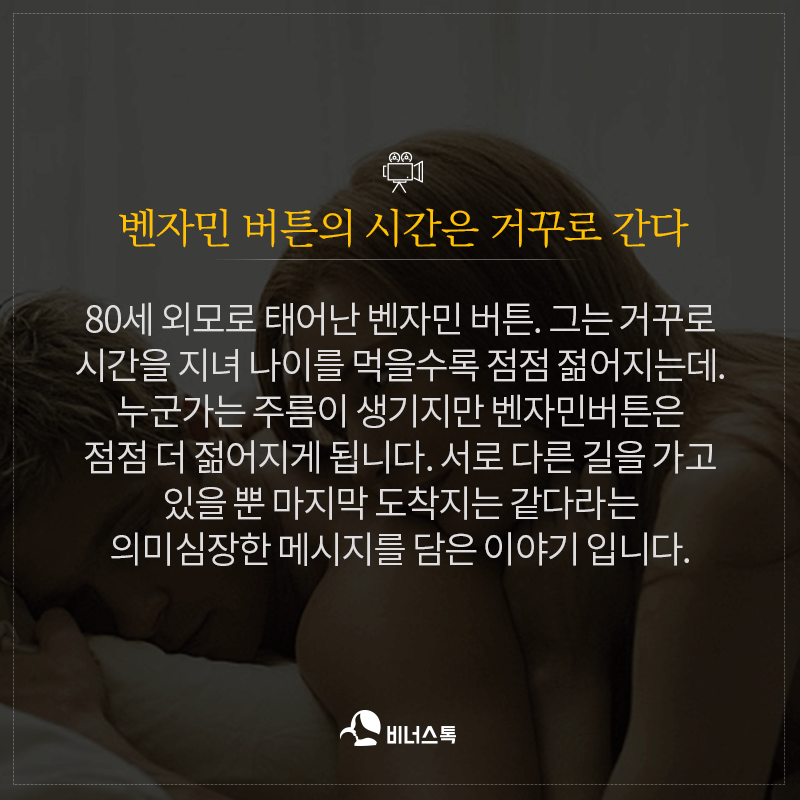 벤자민 버튼의 시간은 거꾸로 간다
80세 외모로 태어난 벤자민 버튼. 그는 거꾸로
시간을 지녀 나이를 먹을수록 점점 젊어지는데.
누군가는 주름이 생기지만 벤자민버튼은
점점 더 젊어지게 됩니다. 서로 다른 길을 가고
있을 뿐 마지막 도착지는 같다라는
의미심장한 메시지를 담은 이야기 입니다.
비너스톡